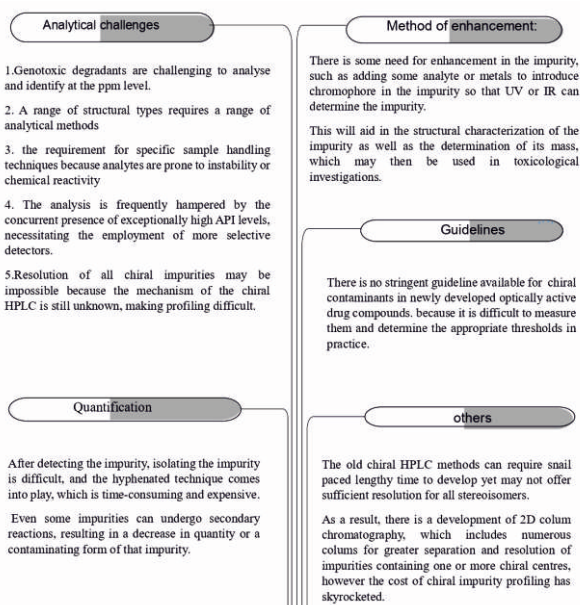 Analytical challenges
1.Genotoxic degradants are challenging to analyse
and identify at the ppm level.
2. A range of structural types requires a range of
analytical methods
3. the requirement for specific sample handling
techniques because analytes are prone to instability or
chemical reactivity
4. The analysis is frequently hampered by the
concurrent presence of exceptionally high API levels,
necessitating the employment of more selective
detectors.
5.Resolution of all chiral impurities may be
impossible because the mechanism of the chiral
HPLC is still unknown, making profiling difficult.
Quantification
After detecting the impurity, isolating the impurity
is difficult, and the hyphenated technique comes
into play, which is time-consuming and expensive.
Even some impurities can undergo secondary
reactions, resulting in a decrease in quantity or a
contaminating form of that impurity.
Method of enhancement:
There is some need for enhancement in the impurity,
such as adding some analyte or metals to introduce
chromophore in the impurity so that UV or IR can
determine the impurity.
This will aid in the structural characterization of the
impurity as well as the determination of its mass,
which may then be used in toxicological
investigations.
Guidelines
There is no stringent guideline available for chiral
contaminants in newly developed optically active
drug compounds. because it is difficult to measure
them and determine the appropriate thresholds in
practice.
others
The old chiral HPLC methods can require snail
paced lengthy time to develop yet may not offer
sufficient resolution for all stereoisomers.
As a result, there is a development of 2D colum
chromatography, which includes numerous
colums for greater separation and resolution of
impurities containing one or more chiral centres,
however the cost of chiral impurity profiling has
skyrocketed.